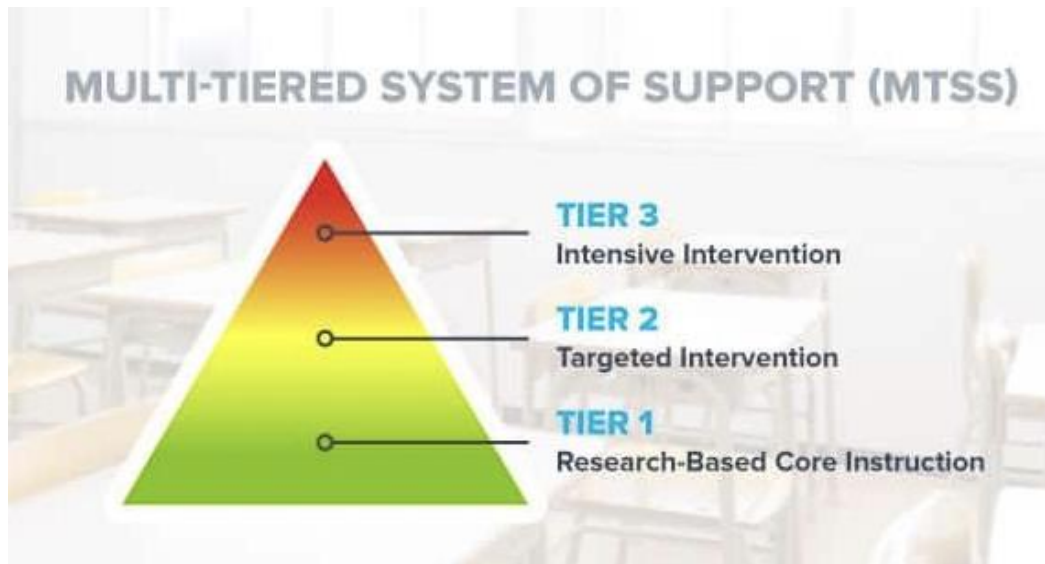 MULTI-TIERED SYSTEM OF SUPPORT (MTSS)
TIER 3
Intensive Intervention
TIER 2
Targeted Intervention
TIER 1
Research-Based Core Instruction